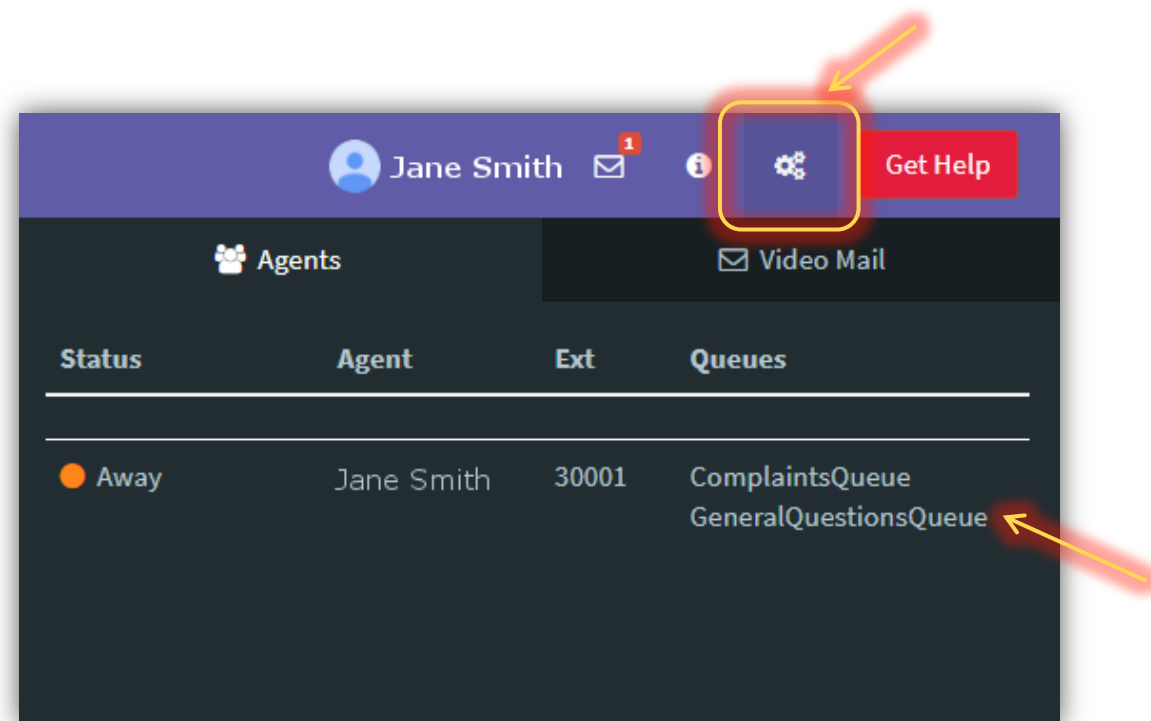 Jane Smith 1 i Get Help
Agents Video Mail
Status Agent Ext Queues
Away Jane Smith 30001 ComplaintsQueue
GeneralQuestionsQueue